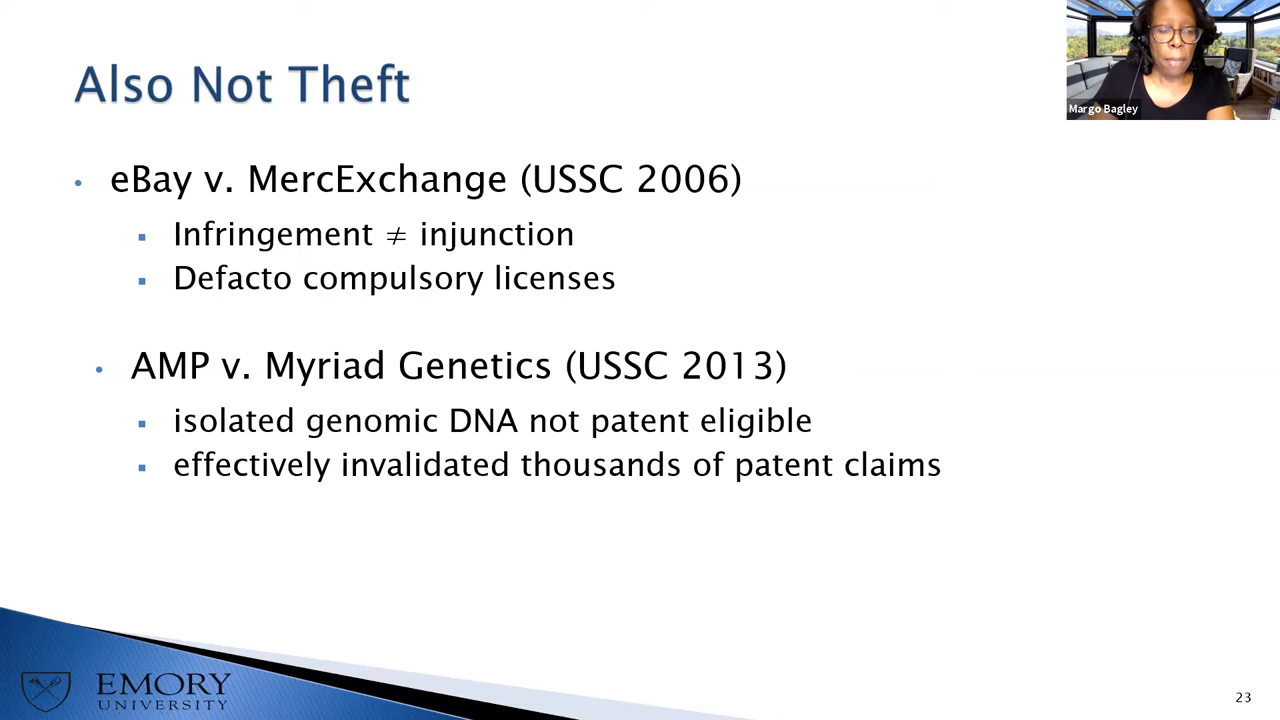 Also Not Theft
Margo Bagley
• eBay v. MercExchange (USSC 2006)
▪ Infringement ≠ injunction
▪ Defacto compulsory licenses
• AMP v. Myriad Genetics (USSC 2013)
▪ isolated genomic DNA not patent eligible
▪ effectively invalidated thousands of patent claims
EMORY
UNIVERSITY
23